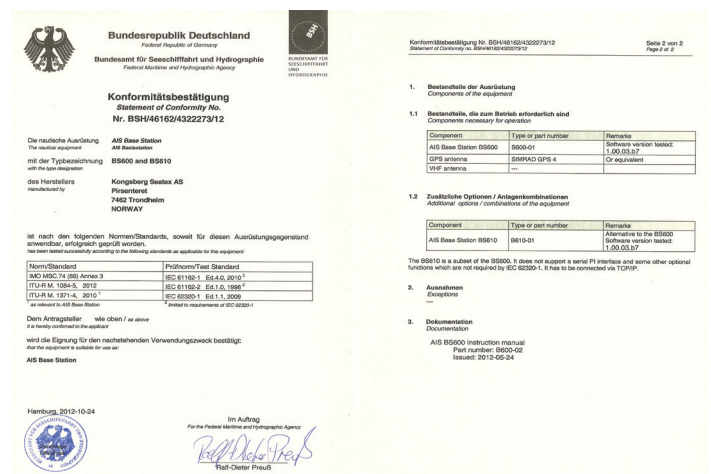 Bundesrepublik Deutschland
Federal Republic of Germany
Bundesamt für Seeschifffahrt und Hydrographie
Federal Maritime and Hydrographic Agency
BSH
BUNDESAMT FÜR
SEESCHIFFFAHRT
UND
HYDROGRAPHIE
Konformitätsbestätigung
Statement of Conformity No.
Nr. BSH/46162/4322273/12
Die nautische Ausrüstung AIS Base Station
The nautical equipment AIS Basisstation
mit der Typbezeichnung BS600 and BS610
with the type designation
des Herstellers Kongsberg Seatex AS
manufactured by Pirsenteret
7462 Trondheim
NORWAY
ist nach den folgenden Normen/Standards, soweit für diesen Ausrüstungsgegenstand
anwendbar, erfolgreich geprüft worden.
has been tested successfully according to the following standards as applicable for this equipment:
Norm/Standard Prüfnorm/Test Standard
IMO MSC.74 (69) Annex 3 IEC 61162-1 Ed.4.0, 2010 2
ITU-R M. 1084-5, 2012 IEC 61162-2 Ed.1.0, 1998 2
ITU-R M. 1371-4, 2010 1 IEC 62320-1 Ed.1.1, 2009
1 as relevant to AIS Base Station 2 limited to requirements of IEC 62320-1
Dem Antragsteller wie oben / as above
it is hereby confirmed to the applicant
wird die Eignung für den nachstehenden Verwendungszweck bestätigt:
that the equipment is suitable for use as:
AIS Base Station
Hamburg, 2012-10-24
Im Auftrag
For the Federal Maritime and Hydrographic Agency
Ralf-Dieter Preuß
Ralf-Dieter Preuß
Konformitätsbestätigung Nr. BSH/46162/4322273/12 Seite 2 von 2
Statement of Conformity no. BSH/46162/4322273/12 Page 2 of 2
1. Bestandteile der Ausrüstung
Components of the equipment
1.1 Bestandteile, die zum Betrieb erforderlich sind
Components necessary for operation
Component Type or part number Remarks
AIS Base Station BS600 B600-01 Software version tested:
1.00.03.b7
GPS antenna SIMRAD GPS 4 Or equivalent
VHF antenna ---
1.2 Zusätzliche Optionen / Anlagenkombinationen
Additional options / combinations of the equipment
Component Type or part number Remarks
AIS Base Station BS610 B610-01 Alternative to the BS600
Software version tested:
1.00.03.b7
The BS610 is a subset of the BS600. It does not support a serial PI interface and some other optional
functions which are not required by IEC 62320-1. It has to be connected via TCP/IP.
2. Ausnahmen
Exceptions
---
3. Dokumentation
Documentation
AIS BS600 Instruction manual
Part number: B600-02
Issued: 2012-05-24